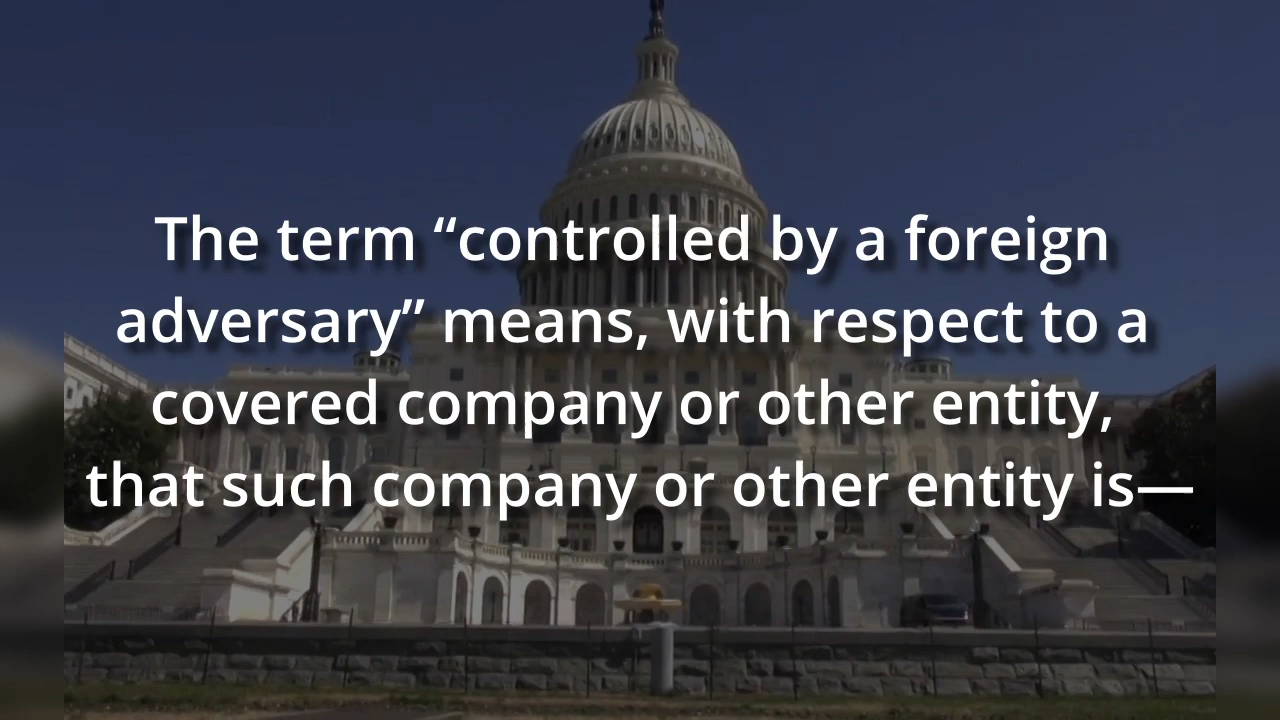 The term “controlled by a foreign
adversary” means, with respect to a
covered company or other entity,
that such company or other entity is—